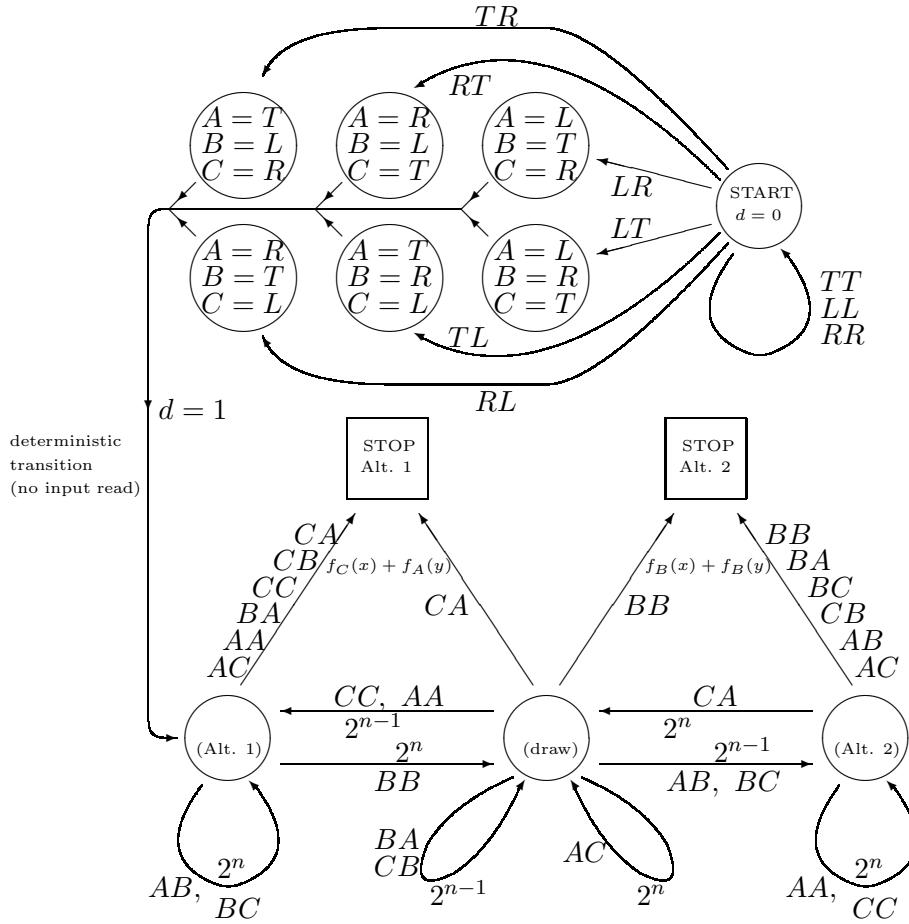 TR
RT
A = T
B = L
C = R
A = R
B = L
C = T
A = L
B = T
C = R
LR
START
d = 0
LT
A = R
B = T
C = L
A = T
B = R
C = L
A = L
B = R
C = T
TT
LL
RR
TL
RL
d = 1
deterministic
transition
(no input read)
STOP
Alt. 1
STOP
Alt. 2
CA
CB
CC
BA
AA
AC
f_C(x) + f_A(y)
CA
f_B(x) + f_B(y)
BB
BB
BA
BC
CB
AB
AC
CC, AA
2^{n−1}
CA
2^n
(Alt. 1)
(draw)
(Alt. 2)
2^n
BB
2^{n−1}
AB, BC
AB,
2^n
BC
BA
CB
2^{n−1}
AC
2^n
AA,
2^n
CC